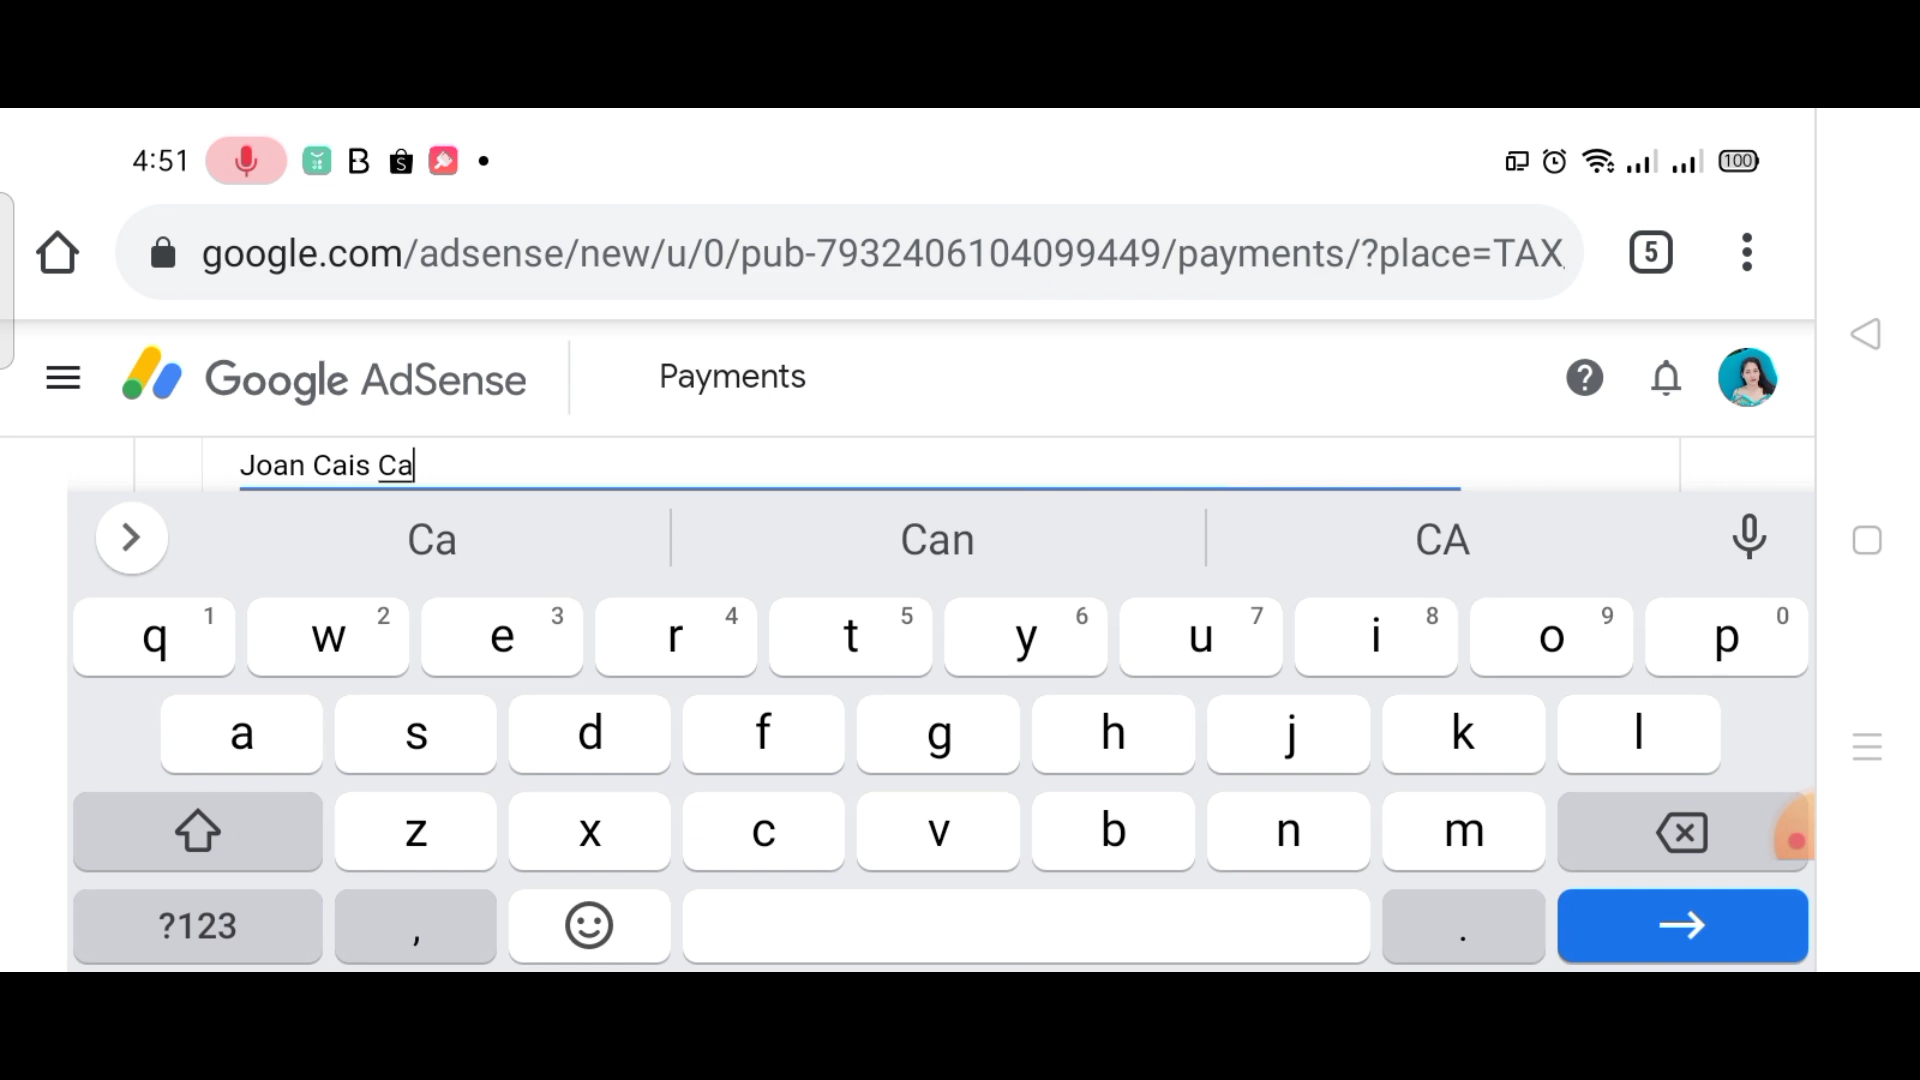 4:51 B S 100
google.com/adsense/new/u/0/pub-7932406104099449/payments/?place=TAX 5
Google AdSense Payments ?
Joan Cais Ca
Ca Can CA
q 1 w 2 e 3 r 4 t 5 y 6 u 7 i 8 o 9 p 0
a s d f g h j k l
z x c v b n m
?123 , .